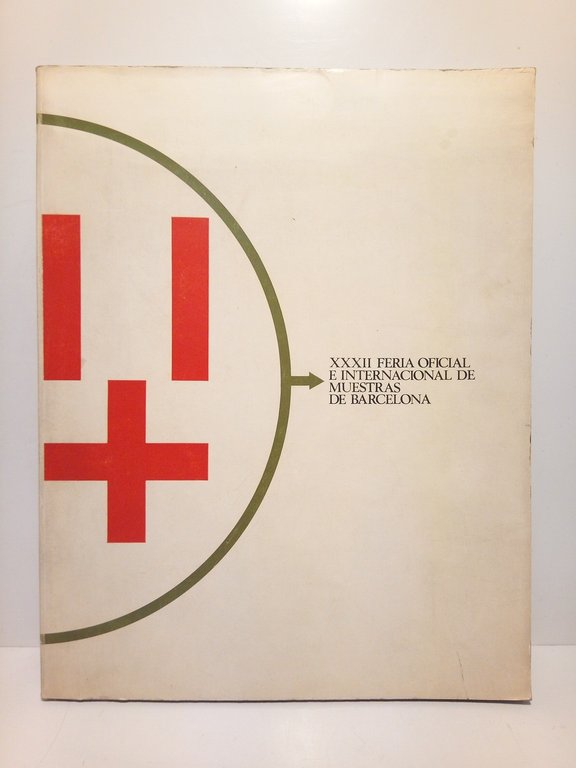 XXXII FERIA OFICIAL
E INTERNACIONAL DE
MUESTRAS
DE BARCELONA